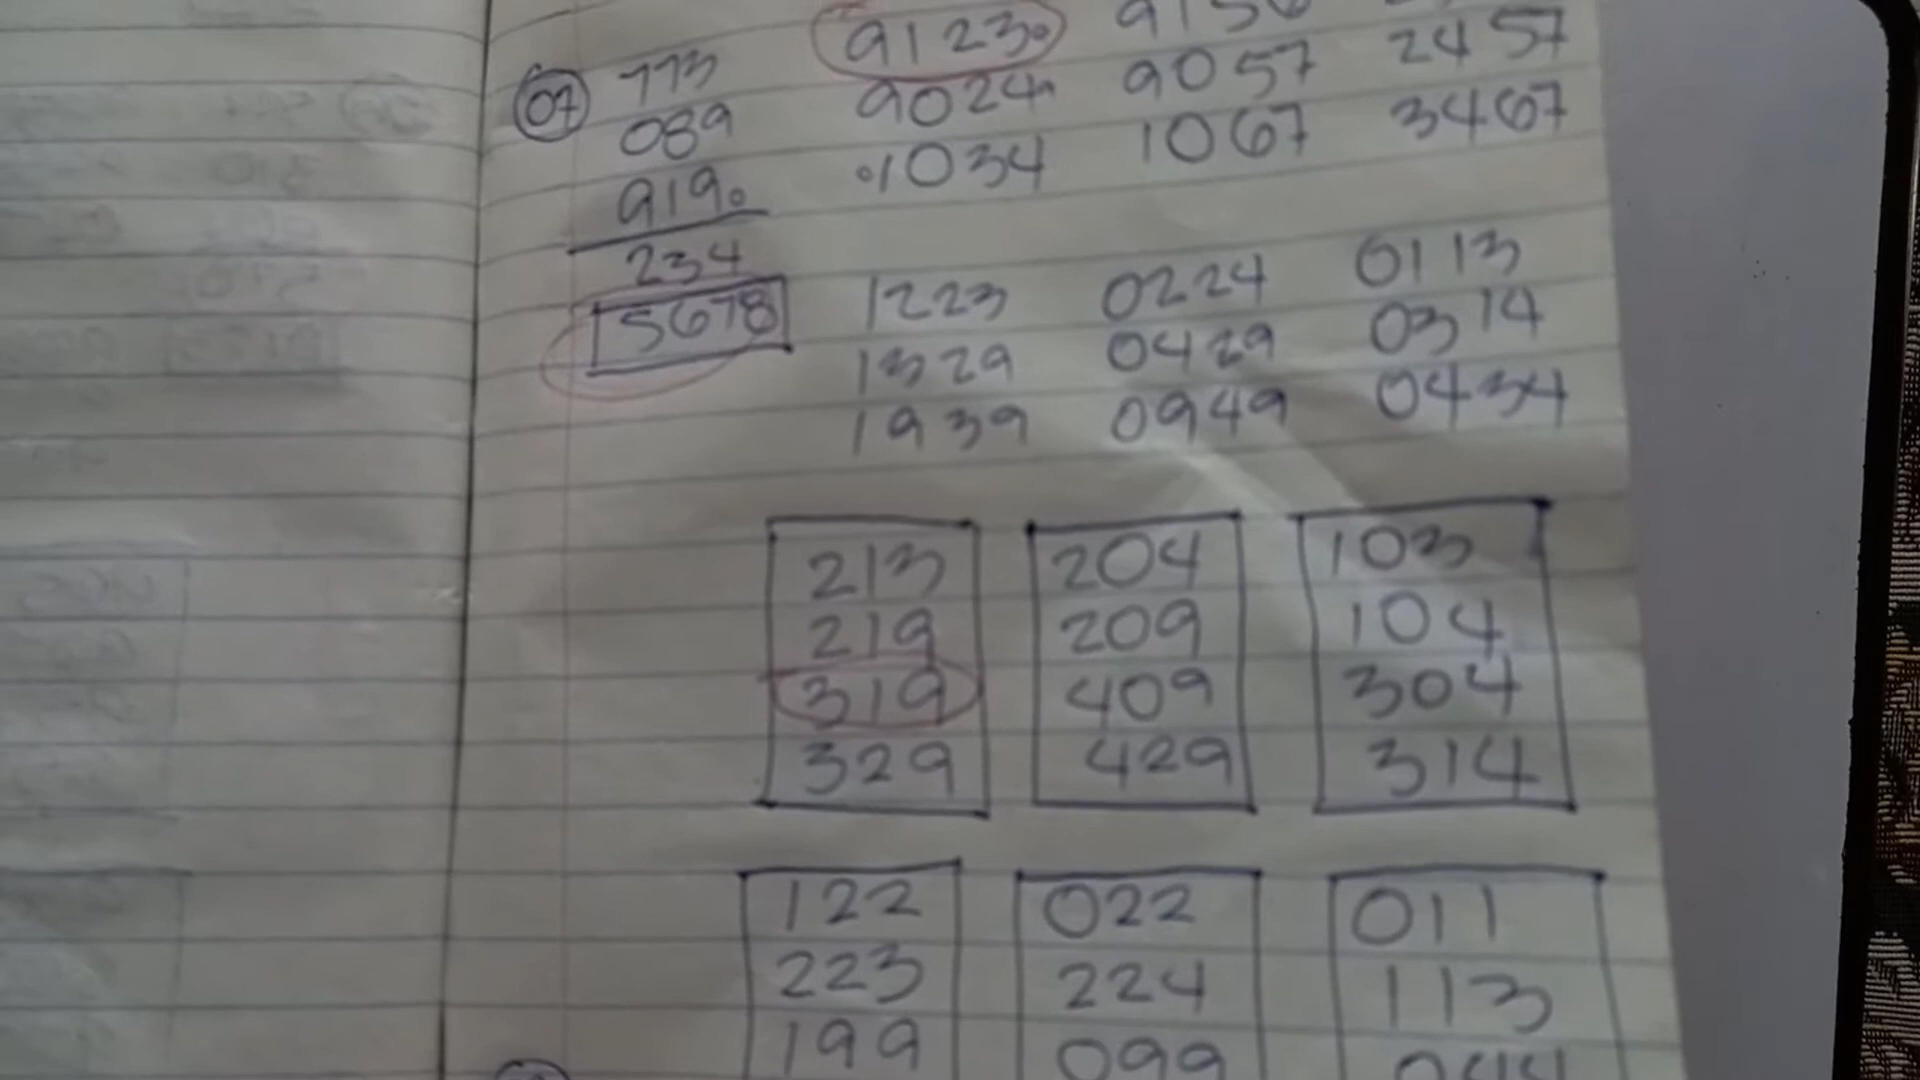 9123 9156
07 773 9024 9057 2457
089 1034 1067 3467
919
234
5678 1223 0224 0113
1329 0429 0314
1939 0949 0434
213 204 103
219 209 104
319 409 304
329 429 314
122 022 011
223 224 113
199 099